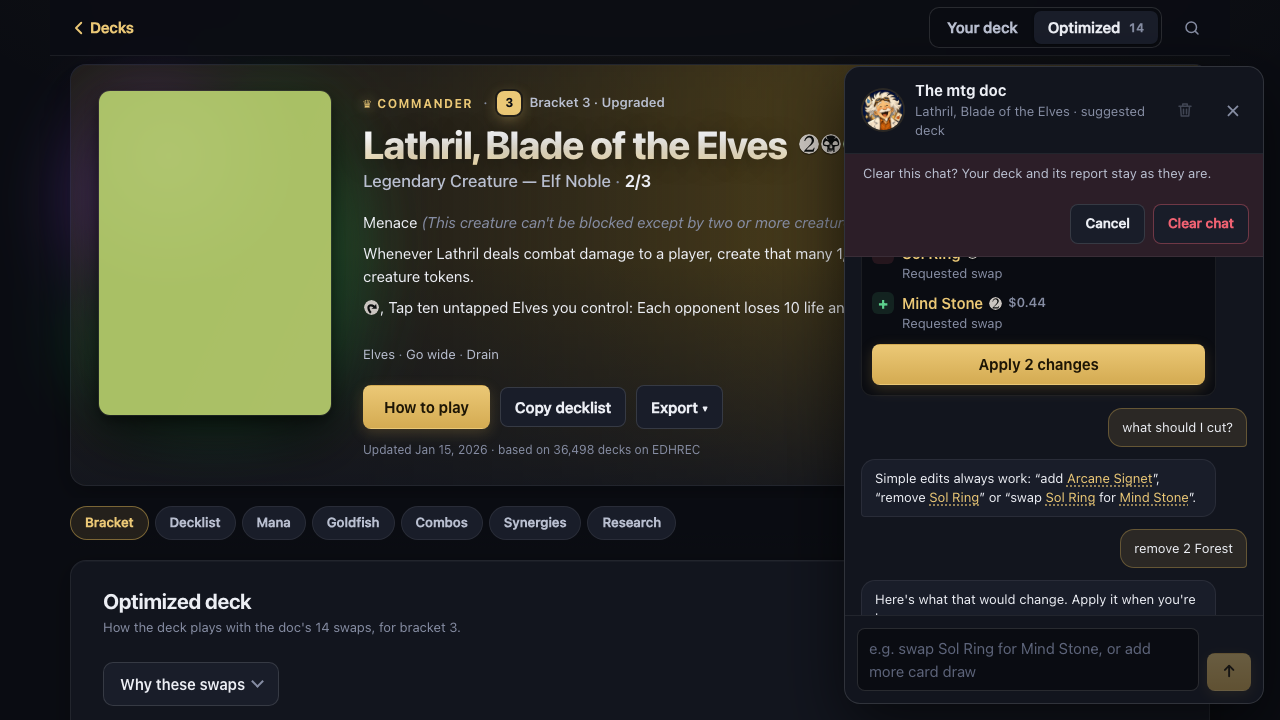 Decks
Your deck
Optimized 14
COMMANDER · 3 Bracket 3 · Upgraded
Lathril, Blade of the Elves 2
Legendary Creature — Elf Noble · 2/3
Menace (This creature can't be blocked except by two or more creatur
Whenever Lathril deals combat damage to a player, create that many 1,
creature tokens.
, Tap ten untapped Elves you control: Each opponent loses 10 life an
Elves · Go wide · Drain
How to play
Copy decklist
Export ▾
Updated Jan 15, 2026 · based on 36,498 decks on EDHREC
Bracket
Decklist
Mana
Goldfish
Combos
Synergies
Research
Optimized deck
How the deck plays with the doc's 14 swaps, for bracket 3.
Why these swaps
The mtg doc
Lathril, Blade of the Elves · suggested
deck
Clear this chat? Your deck and its report stay as they are.
Cancel
Clear chat
Sol Ring
Requested swap
+ Mind Stone 2 $0.44
Requested swap
Apply 2 changes
what should I cut?
Simple edits always work: “add Arcane Signet”,
“remove Sol Ring” or “swap Sol Ring for Mind Stone”.
remove 2 Forest
Here's what that would change. Apply it when you're
e.g. swap Sol Ring for Mind Stone, or add
more card draw